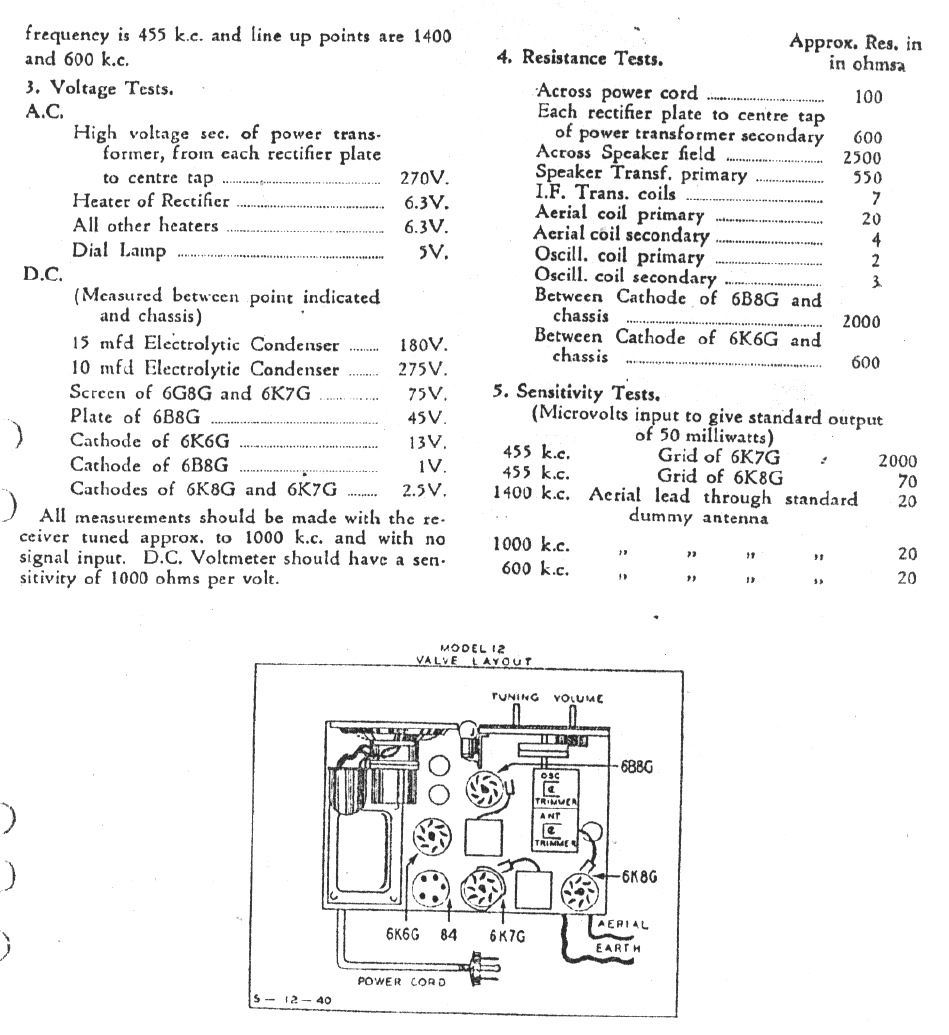 frequency is 455 k.c. and line up points are 1400
and 600 k.c.
3. Voltage Tests.
A.C.
High voltage sec. of power trans-
former, from each rectifier plate
to centre tap ........ 270V.
Heater of Rectifier ........ 6.3V.
All other heaters ........ 6.3V.
Dial Lamp ........ 5V.
D.C.
(Measured between point indicated
and chassis)
15 mfd Electrolytic Condenser ........ 180V.
10 mfd Electrolytic Condenser ........ 275V.
Screen of 6G8G and 6K7G ........ 75V.
Plate of 6B8G ........ 45V.
Cathode of 6K6G ........ 13V.
Cathode of 6B8G ........ 1V.
Cathodes of 6K8G and 6K7G ........ 2.5V.
All measurements should be made with the re-
ceiver tuned approx. to 1000 k.c. and with no
signal input. D.C. Voltmeter should have a sen-
sitivity of 1000 ohms per volt.
Approx. Res. in
4. Resistance Tests. in ohmsa
Across power cord ........ 100
Each rectifier plate to centre tap
of power transformer secondary 600
Across Speaker field ........ 2500
Speaker Transf. primary ........ 550
I.F. Trans. coils ........ 7
Aerial coil primary ........ 20
Aerial coil secondary ........ 4
Oscill. coil primary ........ 2
Oscill. coil secondary ........ 3
Between Cathode of 6B8G and
chassis ........ 2000
Between Cathode of 6K6G and
chassis ........ 600
5. Sensitivity Tests.
(Microvolts input to give standard output
of 50 milliwatts)
455 k.c. Grid of 6K7G 2000
455 k.c. Grid of 6K8G 70
1400 k.c. Aerial lead through standard 20
dummy antenna
1000 k.c. " " " " 20
600 k.c. " " " " 20
MODEL 12
VALVE LAYOUT
TUNING VOLUME
6B8G
OSC
TRIMMER
ANT
TRIMMER
6K8G
AERIAL
EARTH
6K6G 84 6K7G
POWER CORD
S - 12 - 40